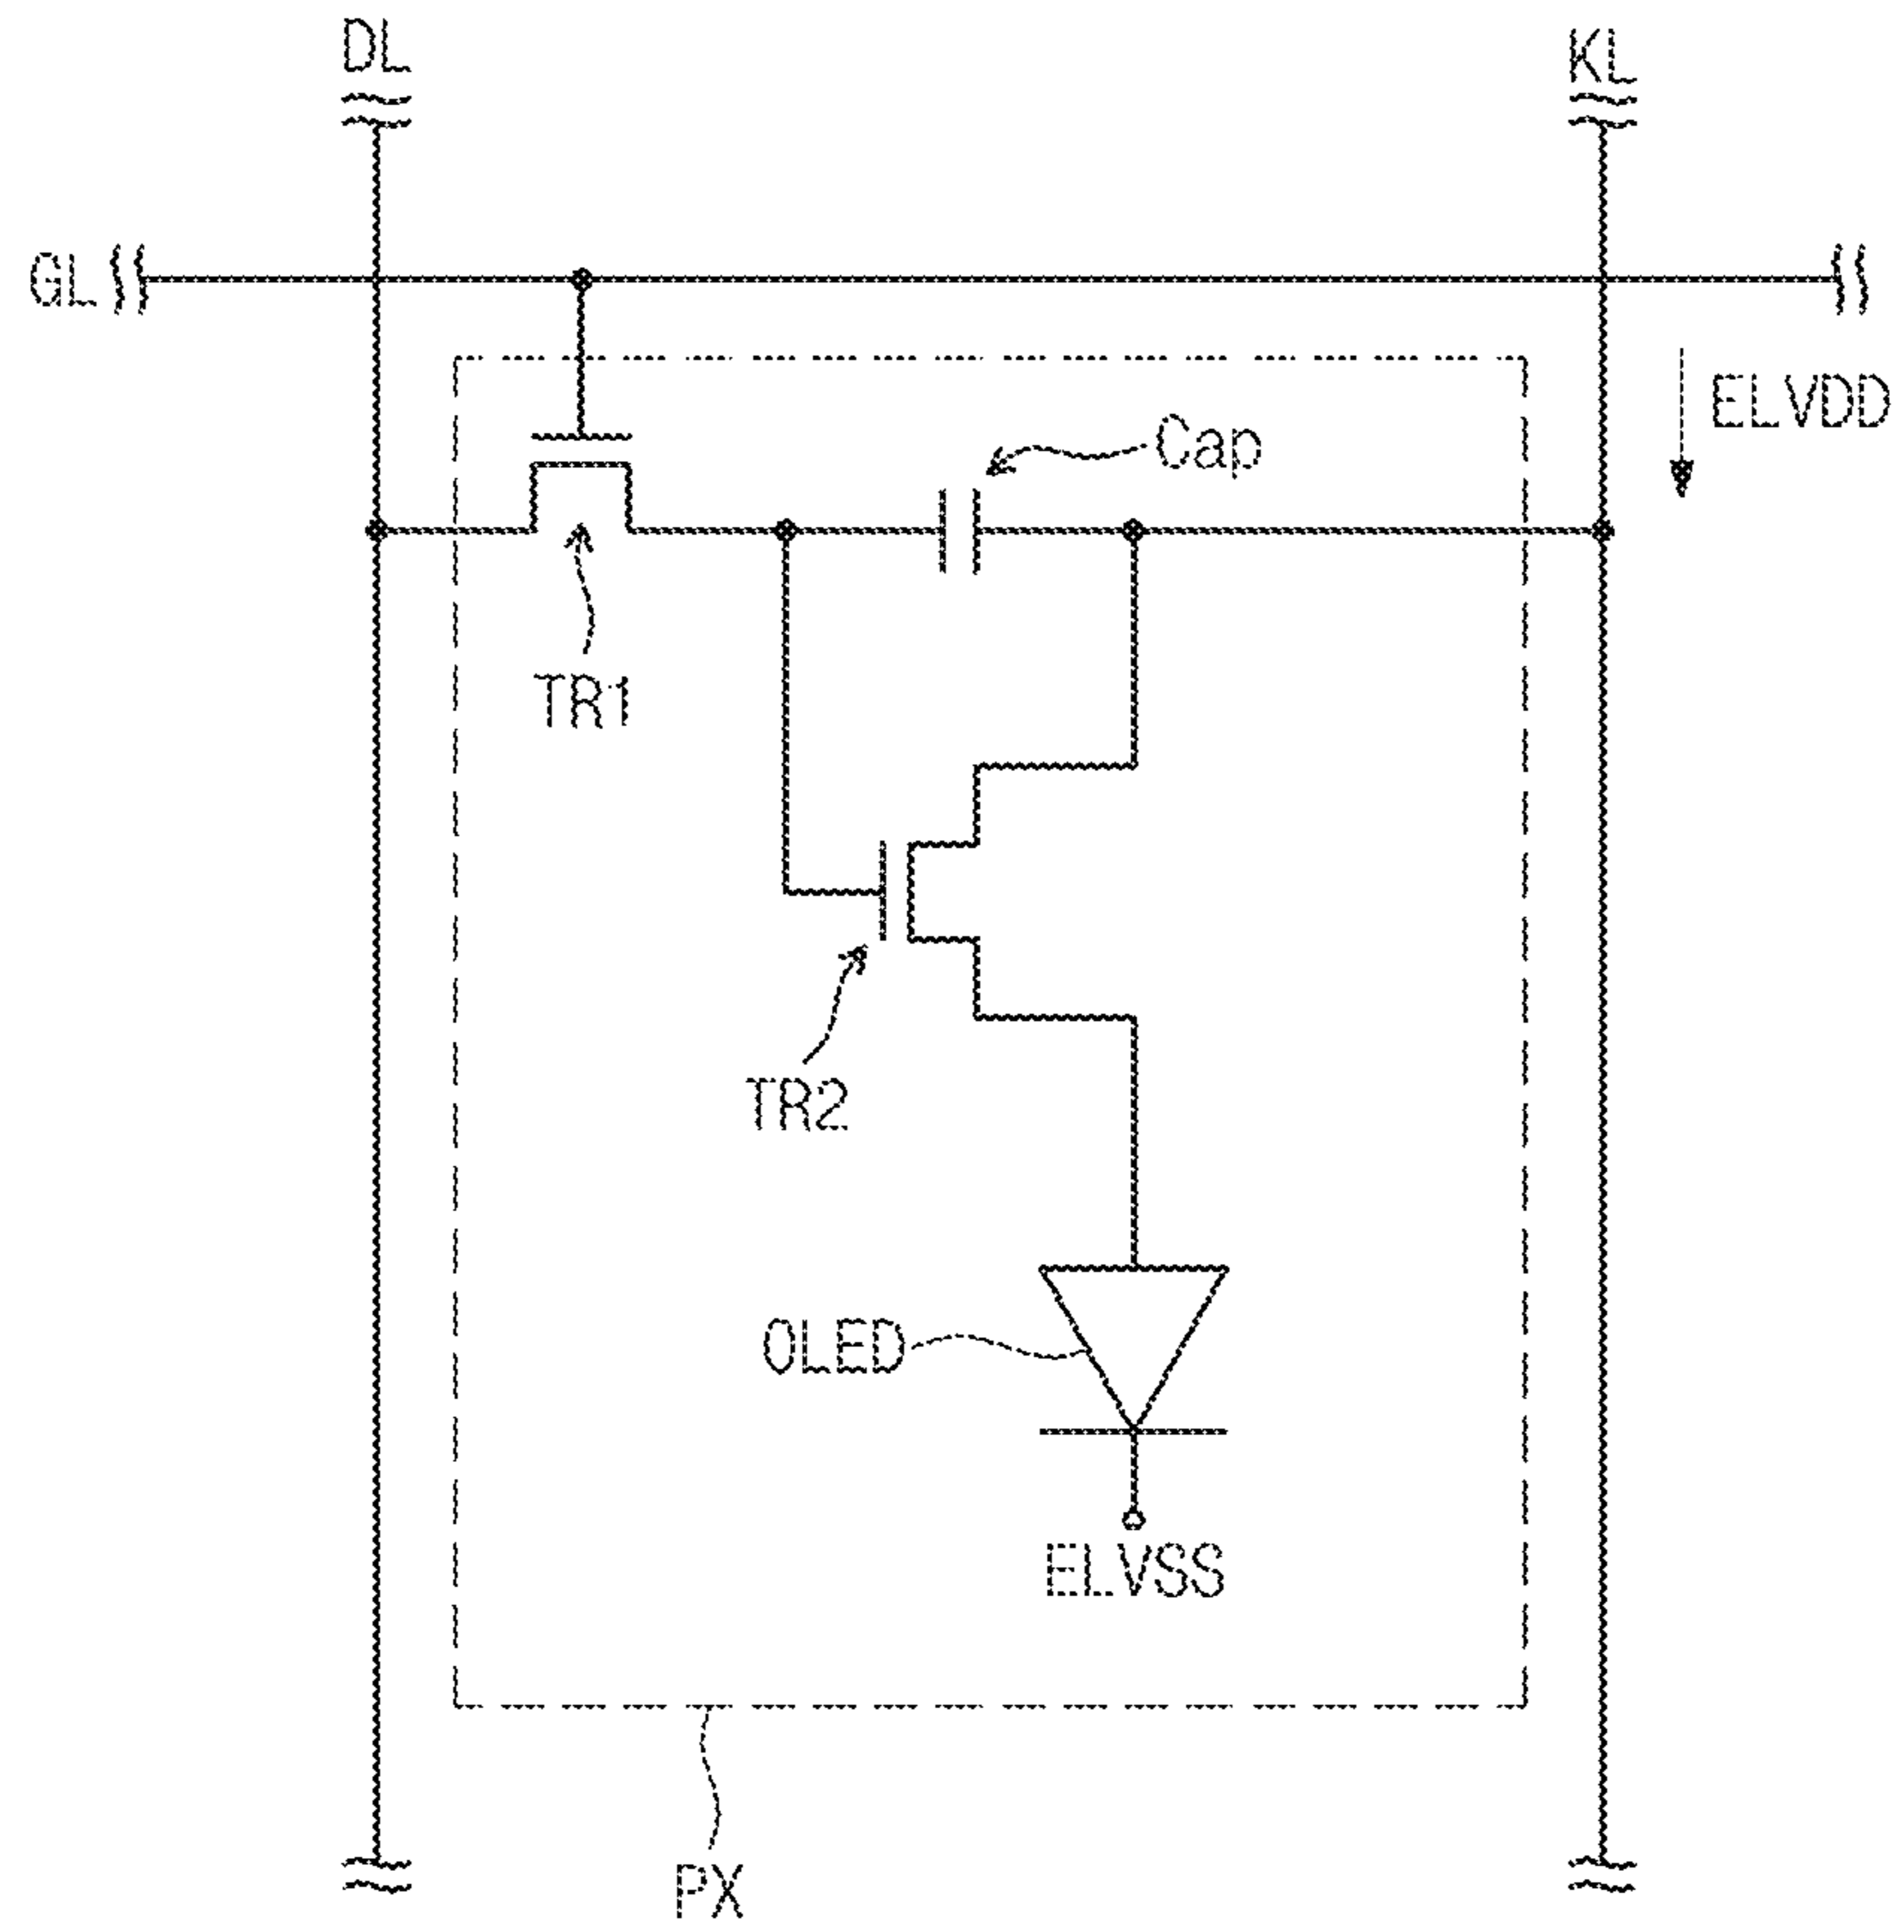 DL
KL
GL
ELVDD
Cap
TR1
TR2
OLED
ELVSS
PX